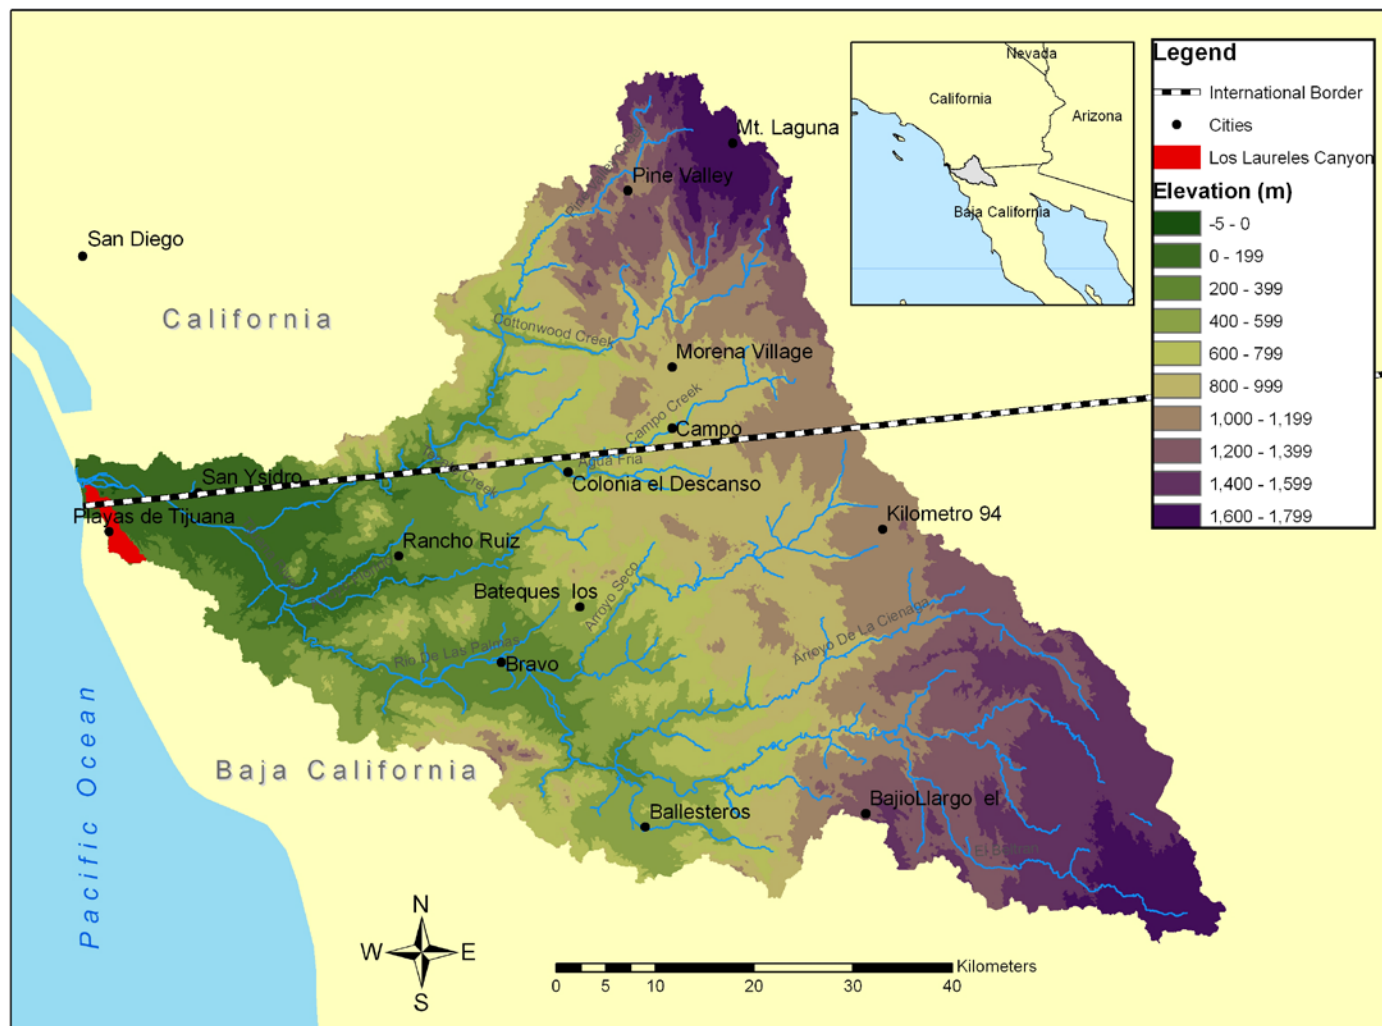 Legend
International Border
Cities
Los Laureles Canyon
Elevation (m)
-5 - 0
0 - 199
200 - 399
400 - 599
600 - 799
800 - 999
1,000 - 1,199
1,200 - 1,399
1,400 - 1,599
1,600 - 1,799
Nevada
California
Arizona
Baja California
Mt. Laguna
Pine Valley
San Diego
California
Cottonwood Creek
Morena Village
Campo Creek
Campo
Agua Fria
Creek
San Ysidro
Colonia el Descanso
Playas de Tijuana
Kilometro 94
Rancho Ruiz
Bateques los
Arroyo Seco
Arroyo De La Cienaga
Rio De Las Palmas
Bravo
Pacific Ocean
Baja California
Ballesteros
BajioLlargo el
El Beltran
N
W E
S
Kilometers
0 5 10 20 30 40